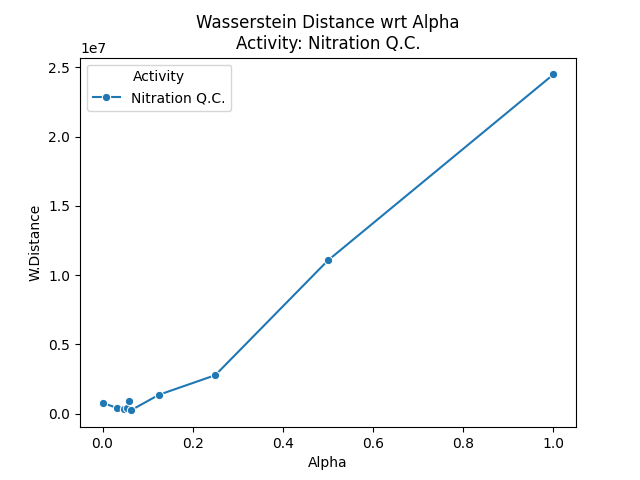 Wasserstein Distance wrt Alpha
Activity: Nitration Q.C.
1e7
Activity
Nitration Q.C.
2.5
2.0
1.5
1.0
0.5
0.0
W.Distance
0.0 0.2 0.4 0.6 0.8 1.0
Alpha